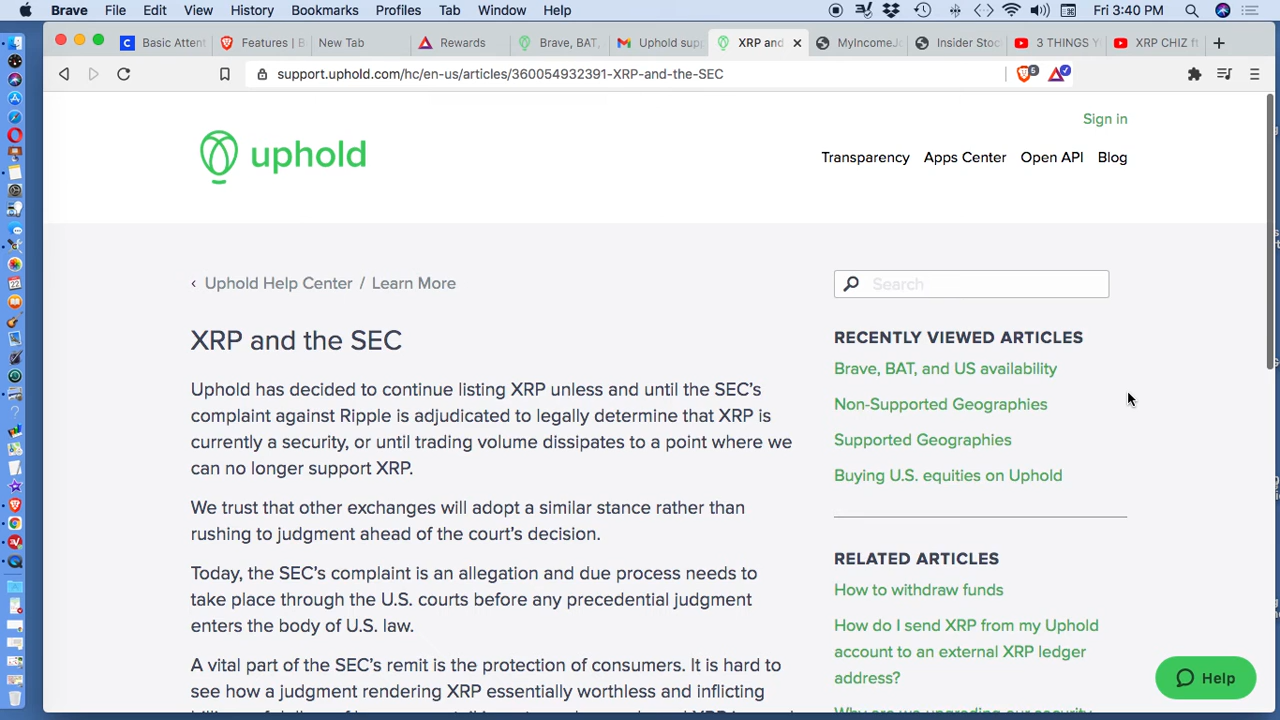 Brave File Edit View History Bookmarks Profiles Tab Window Help Fri 3:40 PM
Basic Attent Features | B New Tab Rewards Brave, BAT, Uphold supp XRP and × MyIncomeJo Insider Stoc 3 THINGS Y XRP CHIZ ft +
support.uphold.com/hc/en-us/articles/360054932391-XRP-and-the-SEC 5
Sign in
uphold
Transparency Apps Center Open API Blog
‹ Uphold Help Center / Learn More
Search
XRP and the SEC
Uphold has decided to continue listing XRP unless and until the SEC's
complaint against Ripple is adjudicated to legally determine that XRP is
currently a security, or until trading volume dissipates to a point where we
can no longer support XRP.
We trust that other exchanges will adopt a similar stance rather than
rushing to judgment ahead of the court's decision.
Today, the SEC's complaint is an allegation and due process needs to
take place through the U.S. courts before any precedential judgment
enters the body of U.S. law.
A vital part of the SEC's remit is the protection of consumers. It is hard to
see how a judgment rendering XRP essentially worthless and inflicting
RECENTLY VIEWED ARTICLES
Brave, BAT, and US availability
Non-Supported Geographies
Supported Geographies
Buying U.S. equities on Uphold
RELATED ARTICLES
How to withdraw funds
How do I send XRP from my Uphold
account to an external XRP ledger
address?
Why are we upgrading our security
Help